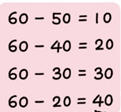 60 - 50 = 10
60 - 40 = 20
60 - 30 = 30
60 - 20 = 40